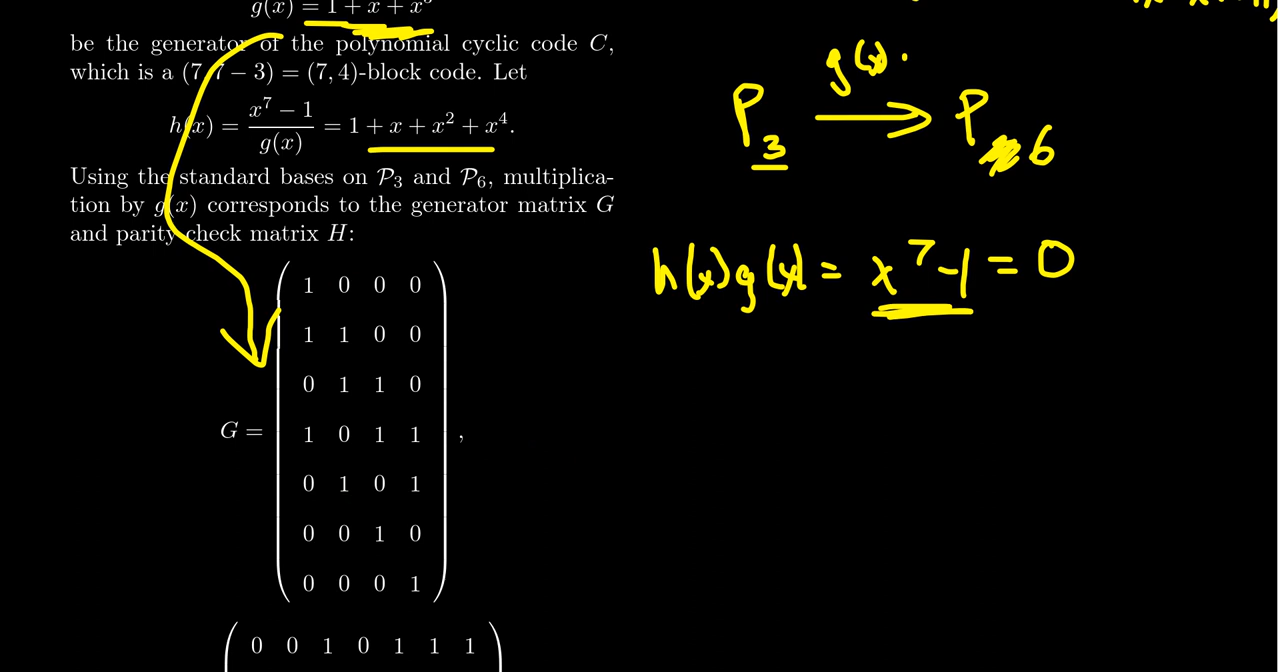 g(x) = 1 + x + x³
be the generator of the polynomial cyclic code C,
which is a (7, 7 − 3) = (7, 4)-block code. Let
h(x) = x⁷ − 1 / g(x) = 1 + x + x² + x⁴.
Using the standard bases on P₃ and P₆, multiplica-
tion by g(x) corresponds to the generator matrix G
and parity check matrix H:
G =
1 0 0 0
1 1 0 0
0 1 1 0
1 0 1 1
0 1 0 1
0 0 1 0
0 0 0 1
,
0 0 1 0 1 1 1
g(x)·
P₃ ⟶ P₆
h(x)g(x) = x⁷-1 = 0